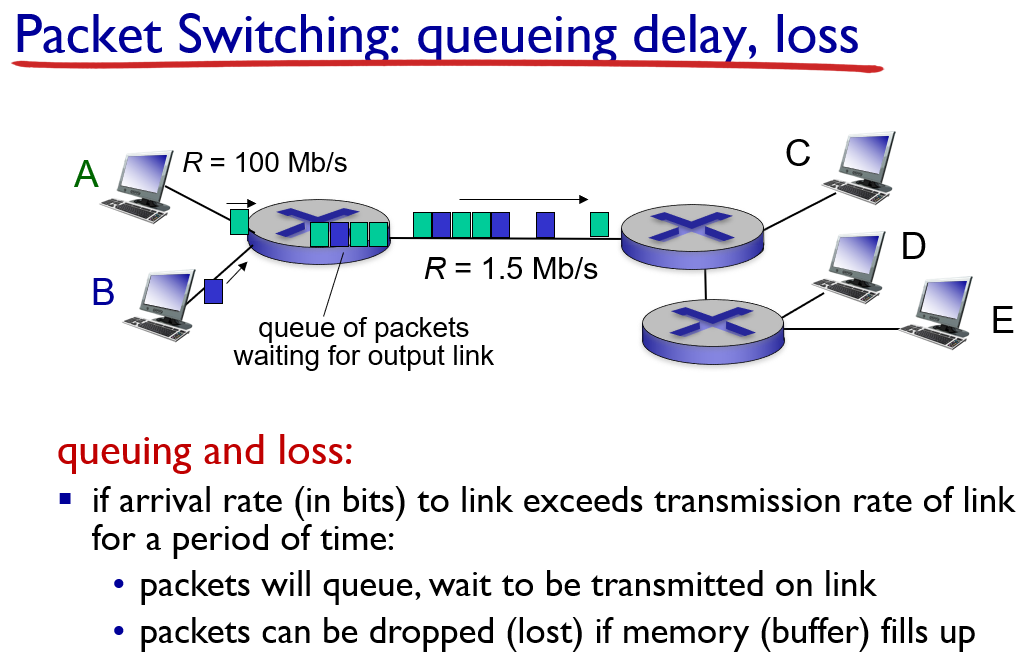 Packet Switching: queueing delay, loss
A
R = 100 Mb/s
C
B
R = 1.5 Mb/s
D
E
queue of packets
waiting for output link
queuing and loss:
▪ if arrival rate (in bits) to link exceeds transmission rate of link
for a period of time:
• packets will queue, wait to be transmitted on link
• packets can be dropped (lost) if memory (buffer) fills up